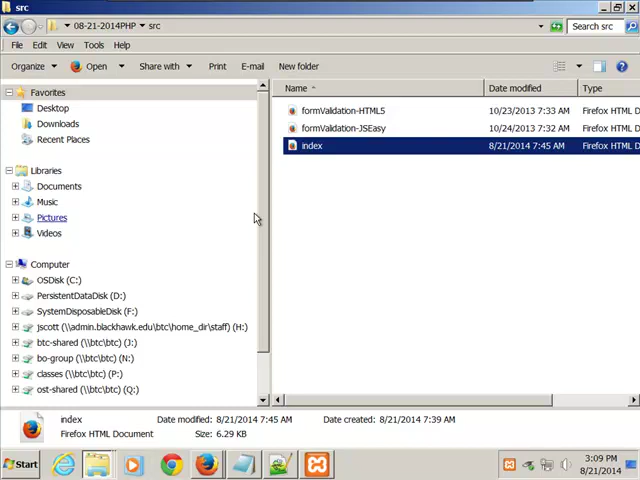 src
08-21-2014PHP src
Search src
File Edit View Tools Help
Organize Open Share with Print E-mail New folder
Name Date modified Type
Favorites
Desktop
Downloads
Recent Places
Libraries
Documents
Music
Pictures
Videos
Computer
OSDisk (C:)
PersistentDataDisk (D:)
SystemDisposableDisk (F:)
jscott (\\admin.blackhawk.edu\btc\home_dir\staff) (H:)
btc-shared (\\btc\btc) (J:)
bo-group (\\btc\btc) (N:)
classes (\\btc\btc) (P:)
ost-shared (\\btc\btc) (Q:)
formValdation-HTML5 10/23/2013 7:33 AM Firefox HTML D
formValdation-JSEasy 10/24/2013 7:32 AM Firefox HTML D
index 8/21/2014 7:45 AM Firefox HTML D
index Date modified: 8/21/2014 7:45 AM Date created: 8/21/2014 7:39 AM
Firefox HTML Document Size: 6.29 KB
Start
3:09 PM
8/21/2014